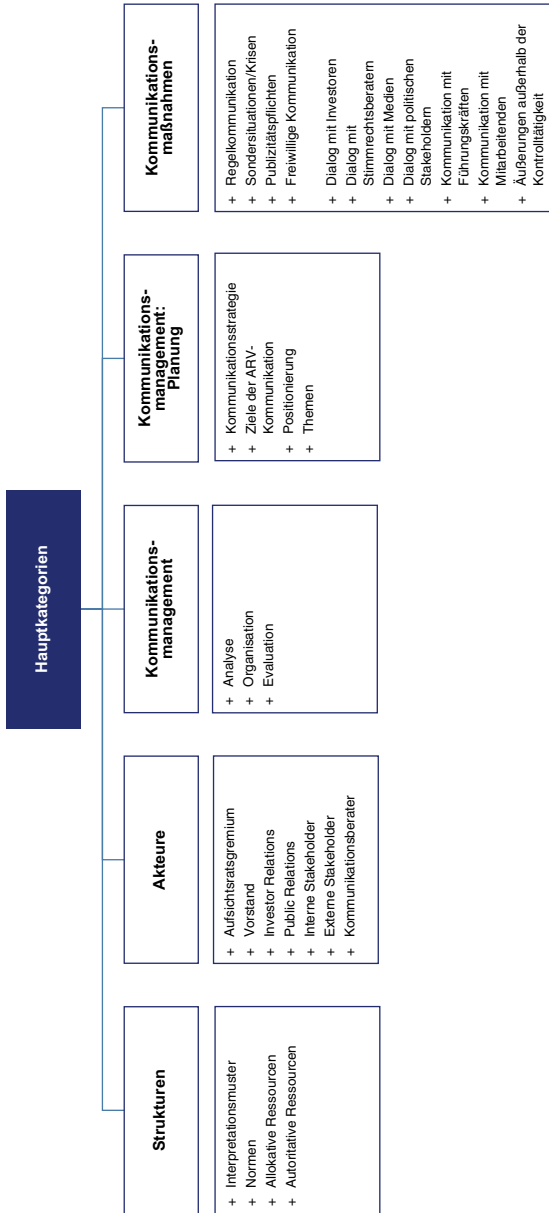 Hauptkategorien
Strukturen
+ Interpretationsmuster
+ Normen
+ Allokative Ressourcen
+ Autoritative Ressourcen
Akteure
+ Aufsichtsratsgremium
+ Vorstand
+ Investor Relations
+ Public Relations
+ Interne Stakeholder
+ Externe Stakeholder
+ Kommunikationsberater
Kommunikations-
management
+ Analyse
+ Organisation
+ Evaluation
Kommunikations-
management:
Planung
+ Kommunikationsstrategie
+ Ziele der ARV-
Kommunikation
+ Positionierung
+ Themen
Kommunikations-
maßnahmen
+ Regelkommunikation
+ Sondersituationen/Krisen
+ Publizitätspflichten
+ Freiwillige Kommunikation
+ Dialog mit Investoren
+ Dialog mit
Stimmrechtsberatern
+ Dialog mit Medien
+ Dialog mit politischen
Stakeholdern
+ Kommunikation mit
Führungskräften
+ Kommunikation mit
Mitarbeitenden
+ Äußerungen außerhalb der
Kontrolltätigkeit